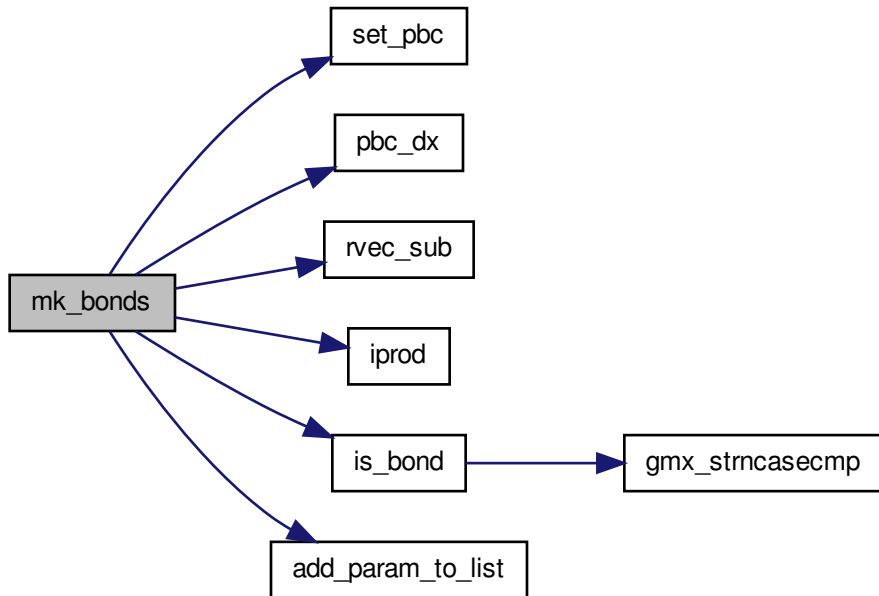 set_pbc
pbc_dx
rvec_sub
mk_bonds
iprod
is_bond
gmx_strncasecmp
add_param_to_list